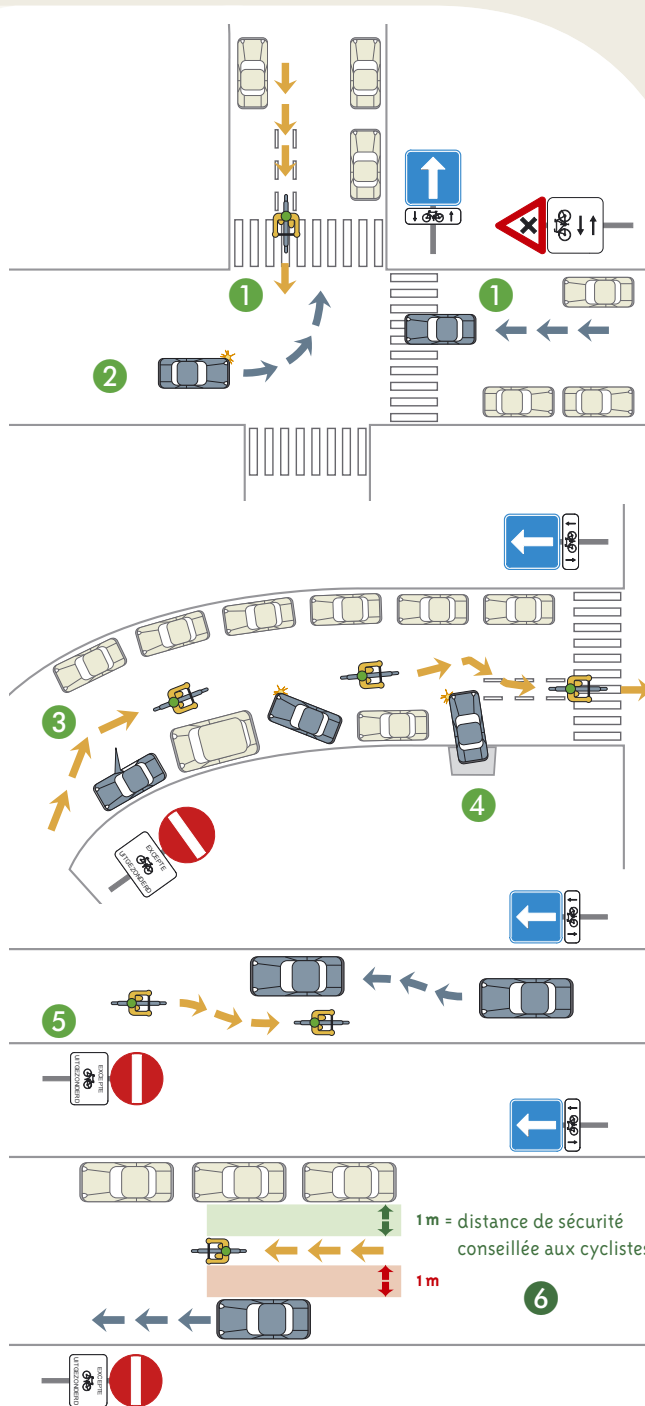 1
1
2
3
EXCEPTE
UITGEZONDERD
4
5
EXCEPTE
UITGEZONDERD
1 m = distance de sécurité
conseillée aux cyclistes
1 m
6
EXCEPTE
UITGEZONDERD